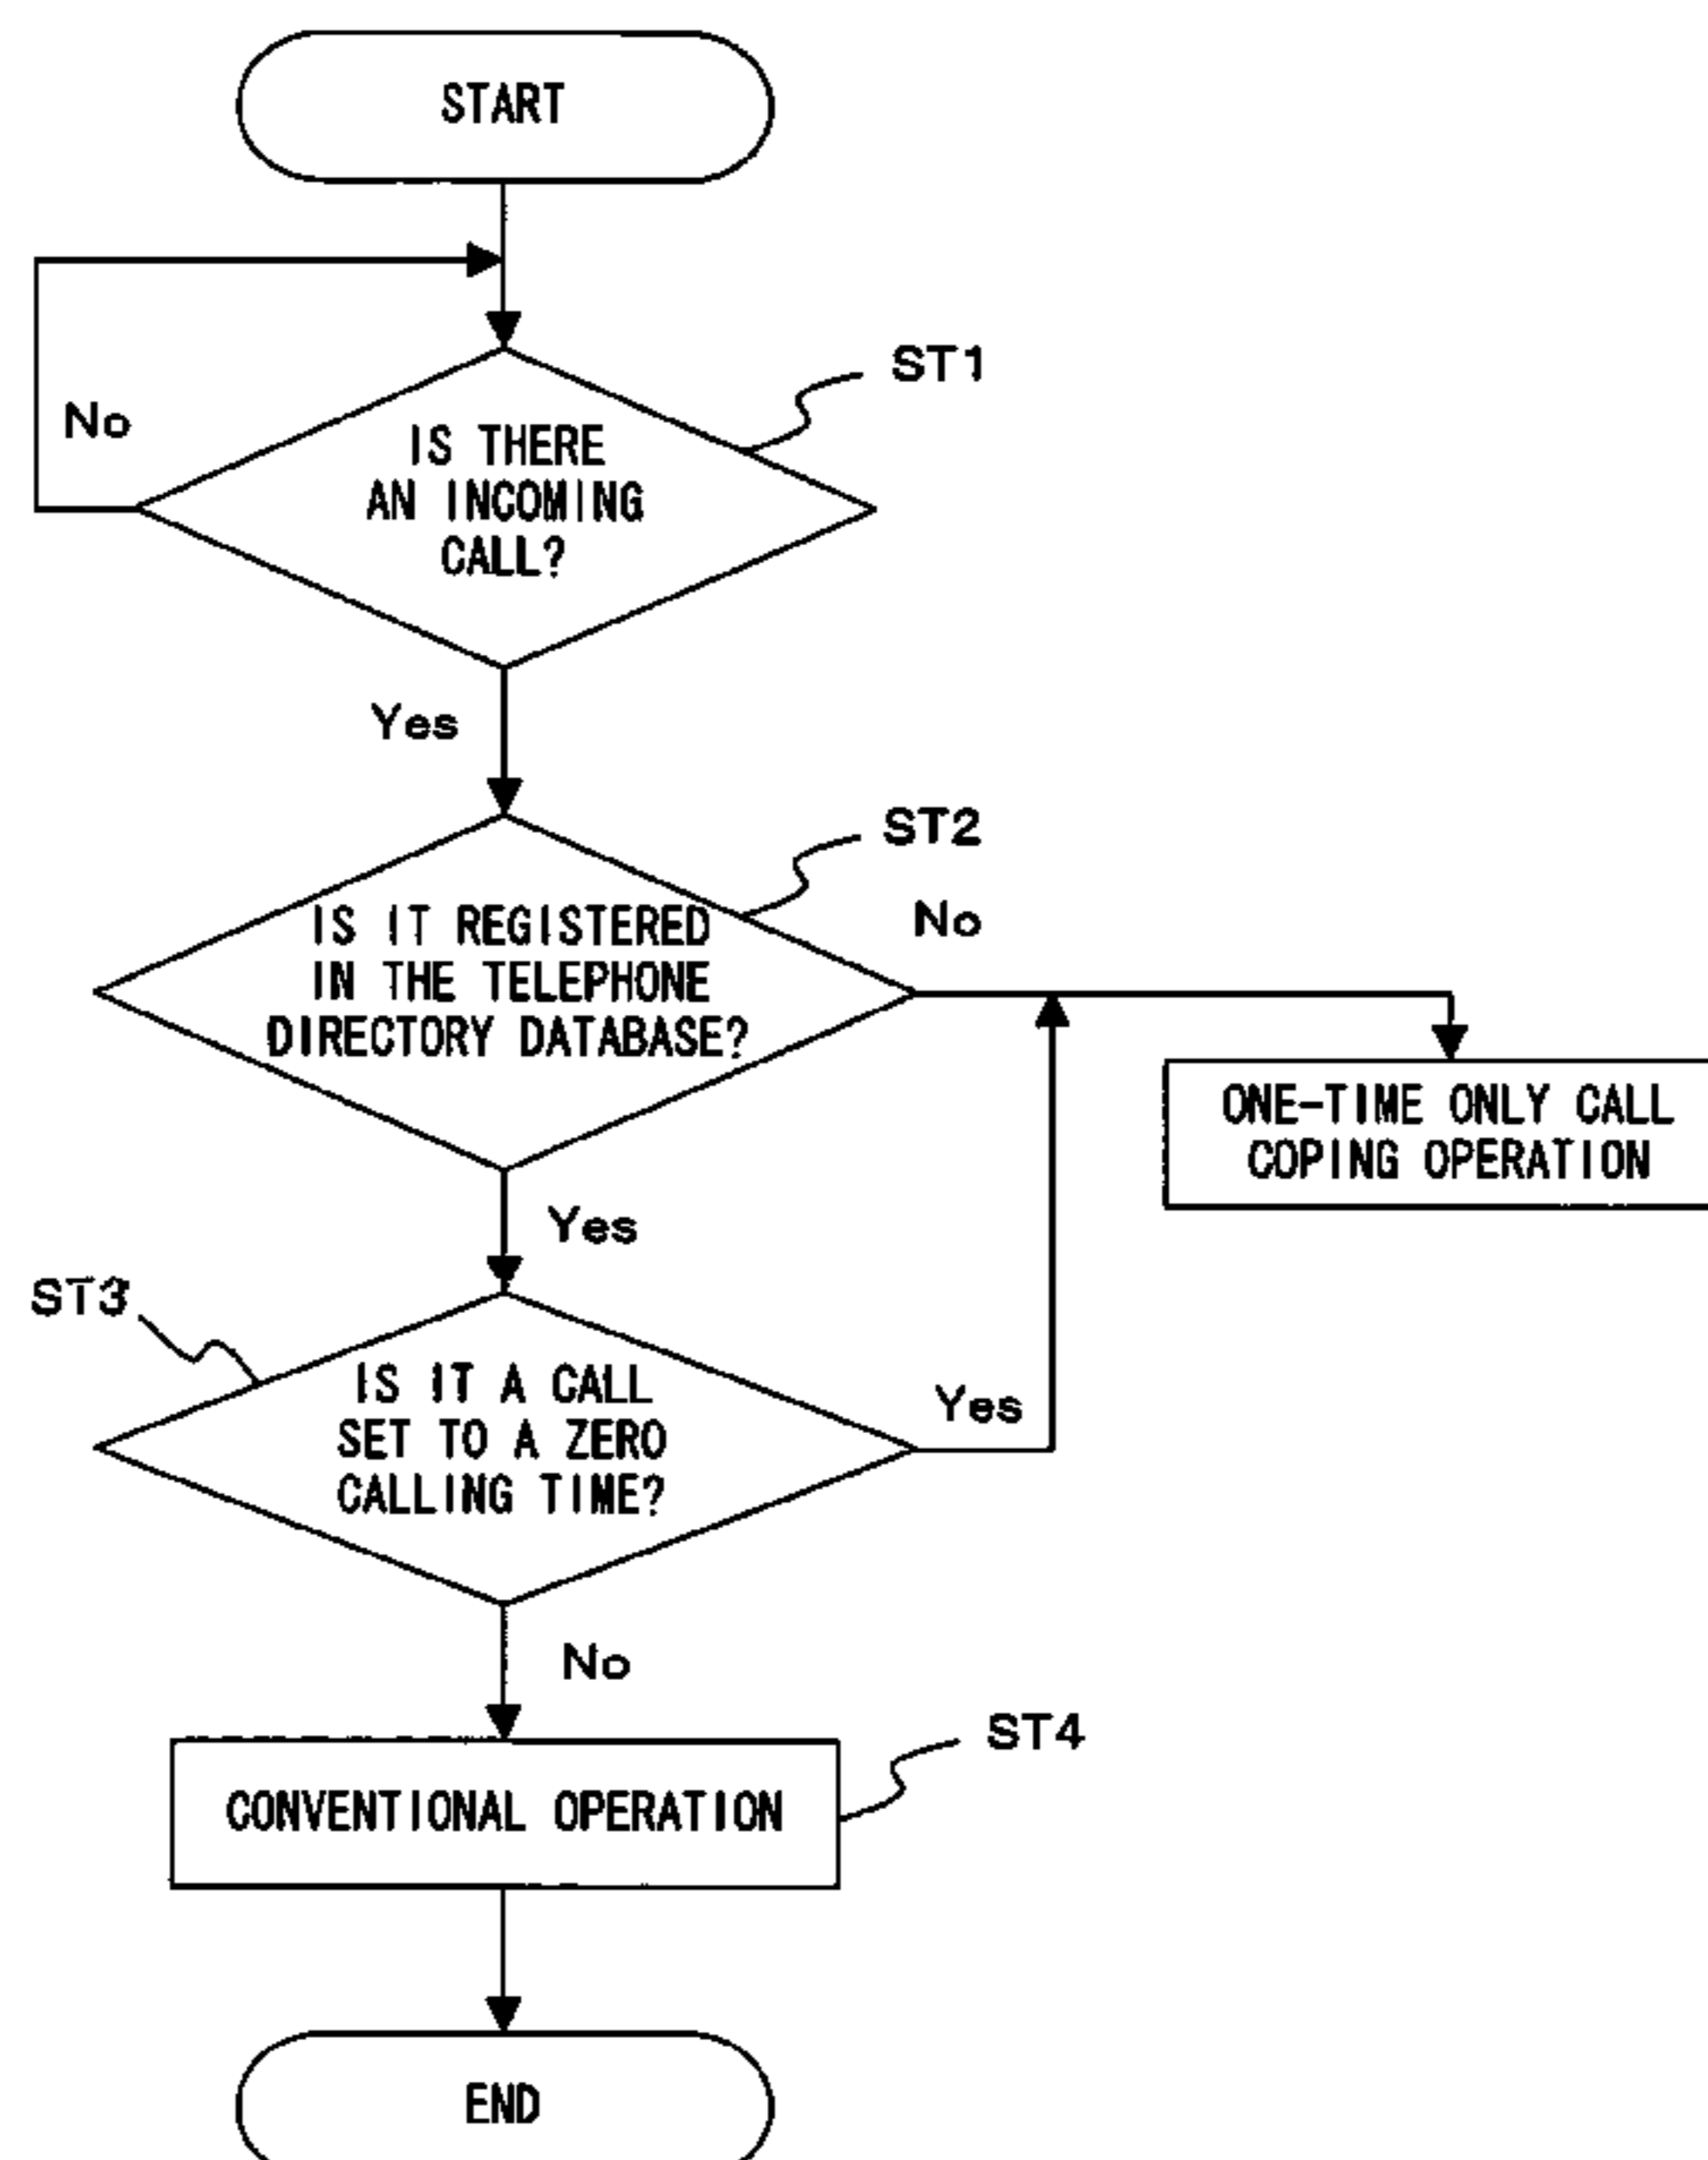 START
ST1
No
IS THERE
AN INCOMING
CALL?
Yes
ST2
No
IS IT REGISTERED
IN THE TELEPHONE
DIRECTORY DATABASE?
ONE-TIME ONLY CALL
COPING OPERATION
Yes
ST3
IS IT A CALL
SET TO A ZERO
CALLING TIME?
Yes
No
ST4
CONVENTIONAL OPERATION
END